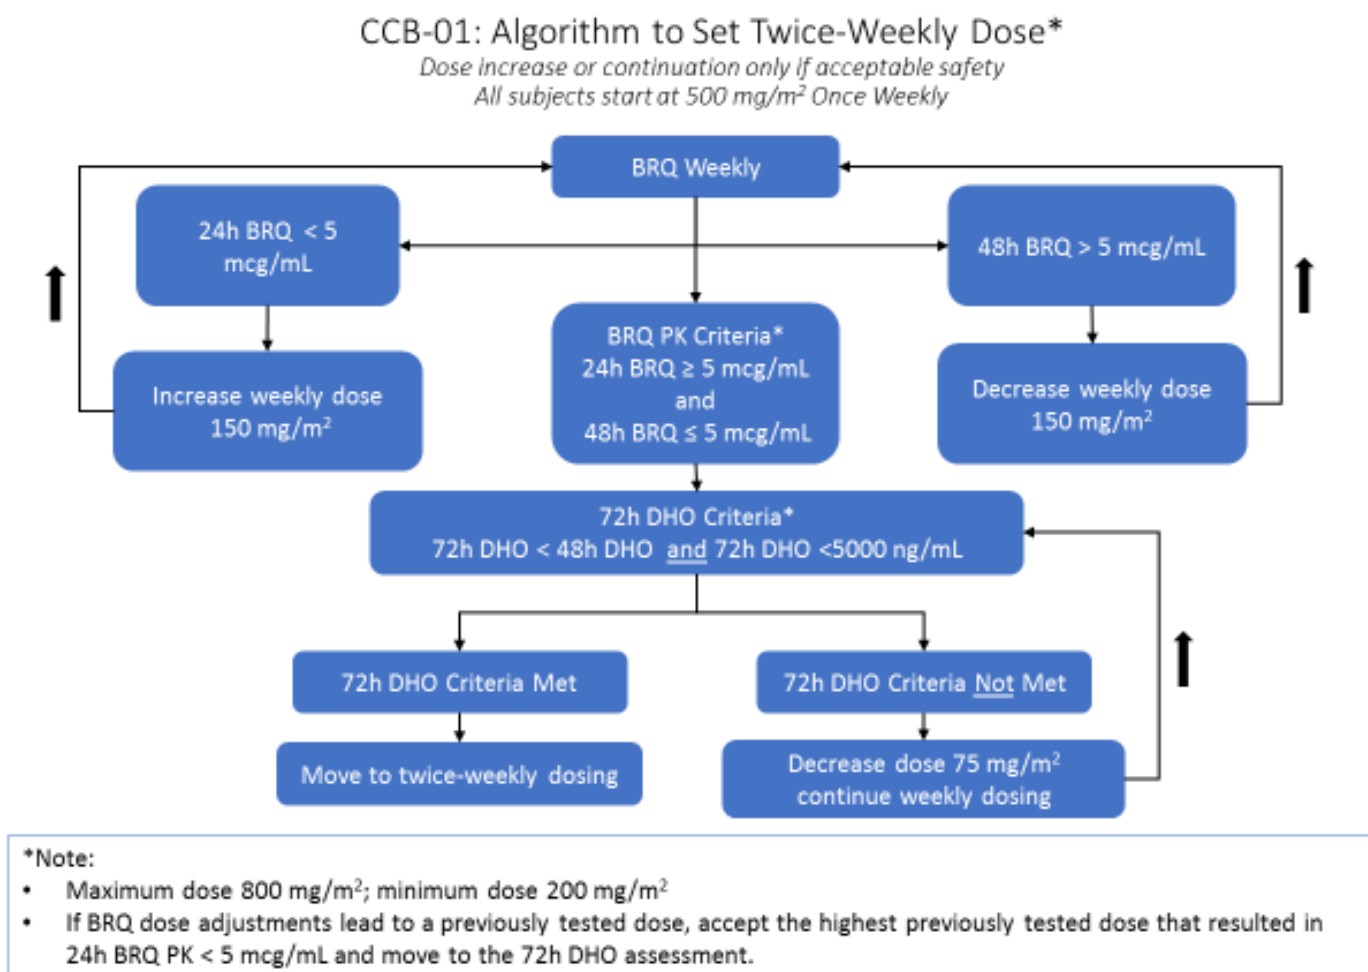 CCB-01: Algorithm to Set Twice-Weekly Dose*
Dose increase or continuation only if acceptable safety
All subjects start at 500 mg/m² Once Weekly
BRQ Weekly
24h BRQ < 5
mcg/mL
48h BRQ > 5 mcg/mL
BRQ PK Criteria*
24h BRQ ≥ 5 mcg/mL
and
48h BRQ ≤ 5 mcg/mL
Increase weekly dose
150 mg/m²
Decrease weekly dose
150 mg/m²
72h DHO Criteria*
72h DHO < 48h DHO and 72h DHO <5000 ng/mL
72h DHO Criteria Met
72h DHO Criteria Not Met
Move to twice-weekly dosing
Decrease dose 75 mg/m²
continue weekly dosing
*Note:
• Maximum dose 800 mg/m²; minimum dose 200 mg/m²
• If BRQ dose adjustments lead to a previously tested dose, accept the highest previously tested dose that resulted in
24h BRQ PK < 5 mcg/mL and move to the 72h DHO assessment.